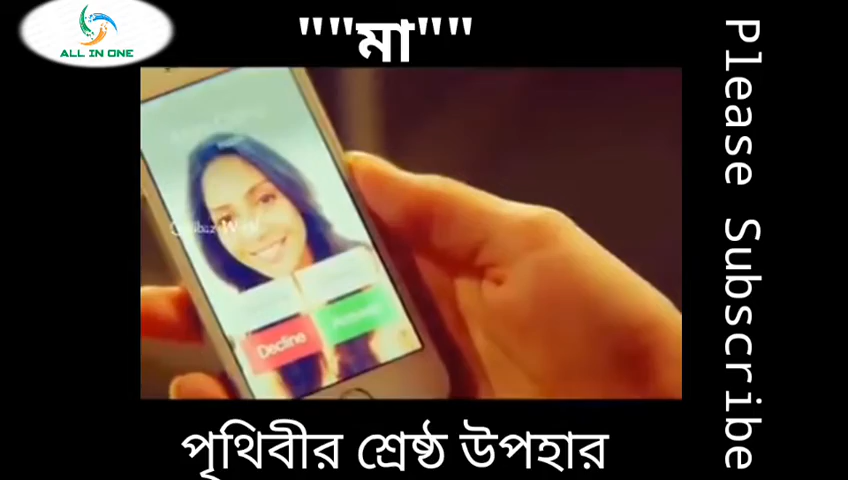 ALL IN ONE
""মা""
Decline
পৃথিবীর শ্রেষ্ঠ উপহার
Please Subscribe